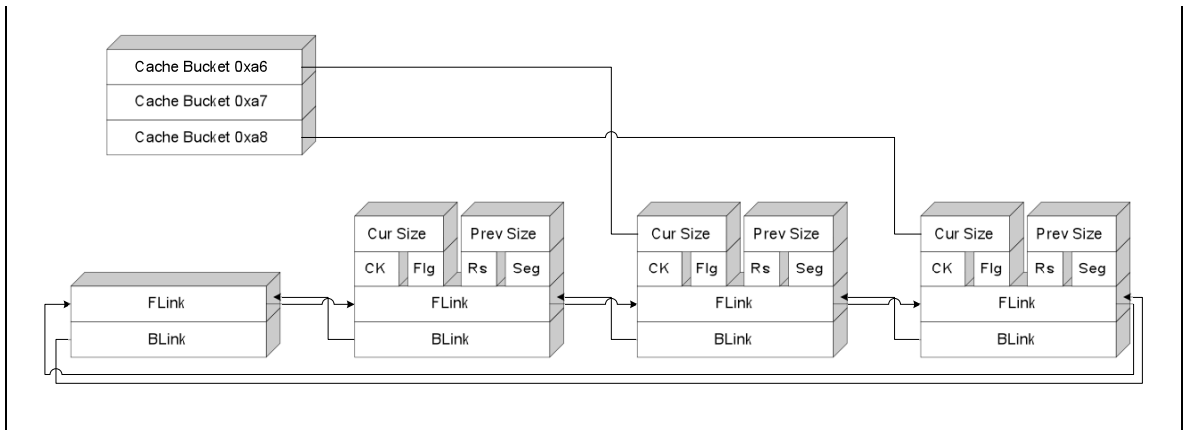 Cache Bucket 0xa6
Cache Bucket 0xa7
Cache Bucket 0xa8
Cur Size Prev Size Cur Size Prev Size Cur Size Prev Size
CK Flg Rs Seg CK Flg Rs Seg CK Flg Rs Seg
FLink FLink FLink FLink
BLink BLink BLink BLink